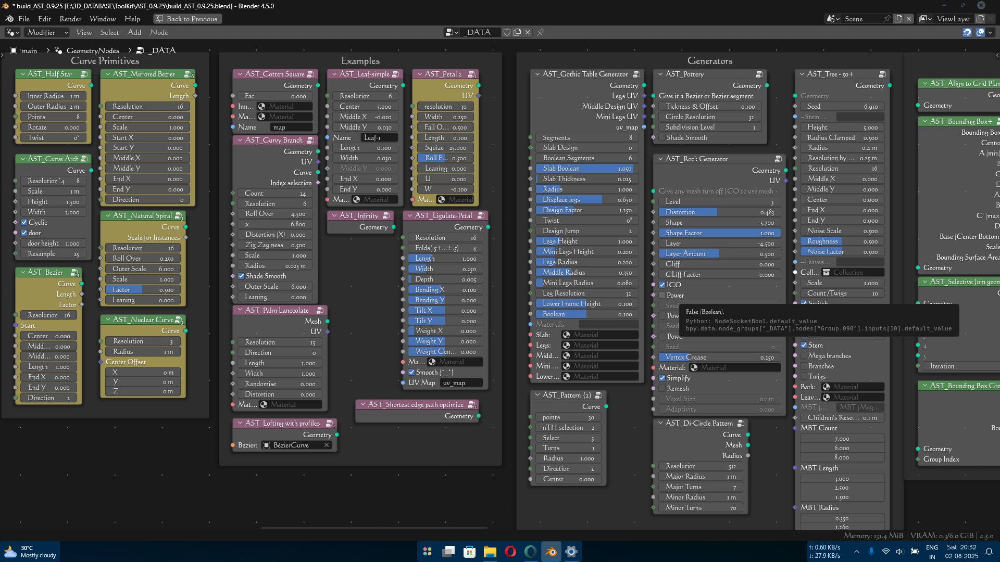 * build_AST_0.9.25 [E:\3D_DATABASE\ToolKit\AST_0.9.25\build_AST_0.9.25.blend] - Blender 4.5.0
File Edit Render Window Help Back to Previous
Scene
ViewLayer
Modifier View Select Add Node
_DATA
main > GeometryNodes > _DATA
Curve Primitives
AST_Half Star
Curve
Inner Radius 1 m
Outer Radius 2 m
Points 8
Rotate 0.000
Twist 0°
AST_Curve Arch
Curve
Resolution*4 8
Scale 1 m
Height 1.500
Width 2.000
Cyclic
door
door height 1.000
Resample 25
AST_Bezier 14
Curve
Length
Factor
Resolution 16
Start
Center 0.000
Midd... 0.000
Midd... 0.000
Length 1.000
End X 0.000
End Y 0.000
Direction 2
AST_Mirrored Bezier 6
Curve
Length
Resolution 16
Center 0.000
Scale 1.000
Start X 0.000
Start Y 0.000
Middle X 0.000
Middle Y 0.000
End X 0.000
End Y 0.000
Direction 0
AST_Natural Spiral 3
Curve
Scale for Instances
Resolution 16
Roll Over 0.250
Outer Scale 6.000
Scale 1.000
Factor 0.500
Leaning 0.000
AST_Nuclear Curve 3
Curve
Resolution 3
Radius 1 m
Center Offset
X 0 m
Y 0 m
Z 0 m
Examples
AST_Cotten Square
Geometry
Fac 0.000
Inn... Material
Ma... Material
Name map
AST_Curvy Branch
Geometry
UV
Curve
Index selection
Count 24
Resolution 6
Roll Over 4.500
x 6.800
Distortion (X) 0.000
Zig Zag ness 0.500
Scale 1.000
Radius 0.025 m
Shade Smooth
Outer Scale 6.000
Leaning 0.000
AST_Palm Lanceolate
Mesh
UV
Resolution 15
Direction 0
Length 1.000
Width 1.000
Randomise 0.000
Distortion 0.000
Mat... Material
AST_Lofting with profiles 2
Geometry
Bezier: BézierCurve
AST_Leaf-simple
Geometry
Resolution 6
Center 5.000
Middle X -0.020
Middle Y 0.030
Name Leaf-1
Length 0.100
Width 0.030
Middle Y 0.000
End X 0.000
End Y 0.000
Ma... Material
AST_Infinity
Geometry
AST_Petal 2 2
Geometry
UV
resolution 30
Width 0.250
Fall O... 0.500
Length 0.100
Squize 25.000
Roll F... 0.500
Leaning 0.000
U 0.000
W -0.100
Ma... Material
AST_Ligulate-Petal
Geometry
Resolution 16
Folds(.5+...+.5) 4
Length 1.000
Width 0.250
Depth 0.005
Bending X -0.100
Bending Y 0.000
Tilt X 0.000
Tilt Y 0.000
Weight X 0.000
Weight Y 0.000
Weight Cen... 0.000
Ma... Material
Smooth (*_*)
UV Map uv_map
AST_Shortest edge path optimize 2
Geometry
Generators
AST_Gothic Table Generator
Geometry
Legs UV
Middle Design UV
Mini Legs UV
uv_map
Segments 8
Slab Design 0
Boolean Segments 6
Slab Boolean 1.050
Slab Thickness 0.025
Radius 1.000
Displace legs 0.650
Design Factor 1.250
Twist 0°
Design Jump 2
Legs Height 1.000
Mini Legs Height 0.200
Legs Radius 0.200
Middle Radius 0.350
Mini Legs Radius 0.080
Leg Resolution 32
Lower Frame Height 0.100
Boolean 0.100
Materials
Slab: Material
Legs: Material
Midd... Material
Mini ... Material
Lower... Material
AST_Pattern {2}
Curve
points 30
nTH selection 2
Select 3
Turns 1
Radius 1.000
Direction 2
Center 0.000
AST_Pottery
Geometry
Give it a Bezier or Bezier segment
Tickness & Offset 0.100
Circle Resolution 32
Subdivision Level 1
Shade Smooth
AST_Rock Generator
Geometry
UV
Give any mesh turn off ICO to use mesh
Level 3
Distortion 0.483
Shape -5.700
Shape Factor 1.000
Layer -4.500
Layer Amount 0.500
Cliff 0.000
CLiff Facter 0.000
ICO
Power
Seed
Pow
Seed
Power
Seed 0
Vertex Crease 0.250
Material: Material
Simplify
Remesh
Voxel Size 0.1 m
Adaptivity 0.000
False (Boolean).
Python: NodeSocketBool.default_value
bpy.data.node_groups["_DATA"].nodes["Group.090"].inputs[10].default_value
AST_Di-Circle Pattern
Curve
Mesh
Radius
Resolution 512
Major Radius 1 m
Major Turns 7
Minor Radius 1 m
Minor Turns 70
AST_Tree - 50+
Geometry
Geometry
Seed 6.910
--Stem ...
Height 5.000
Radius Clamped 0.500
Radius 0.4 m
Resolution by ... 0.25 m
Resolution 16
Middle X 0.000
Middle Y 0.000
Center 0.000
End X 0.000
End Y 0.000
Noise Scale 0.500
Roughness 0.500
Noise Factor 0.500
--Leaves...
Coll... Collection
Scale 1.000
Count /Twigs 10
Switch
Stem
Mega branches
Branches
Twigs
Bark: Material
Leav... Material
MBT (... MBT (Meg...
Children's Reso... 0.1 m
MBT Count
7.000
6.000
8.000
MBT Length
3.000
2.500
1.500
MBT Radius
0.350
1.260
AST_Align to Grid Plan
Geo
Geometry
AST_Bounding Box+
Bounding Box
Cente
A (min
B
C
D
A
B
C' (max
D
Base (Center Bottom
Scale
Bounding Surface Area
Geometry
AST_Selective Join geom
Geometry
4
5
Iteration
AST_Bounding Box Gro
Bou
Geometry
Group Index
Memory: 131.4 MiB | VRAM: 0.3/6.0 GiB | 4.5.0
30°C
Mostly cloudy
↑: 0.60 KB/s
↓: 27.9 KB/s
ENG
IN
Sat 20:32
02-08-2025